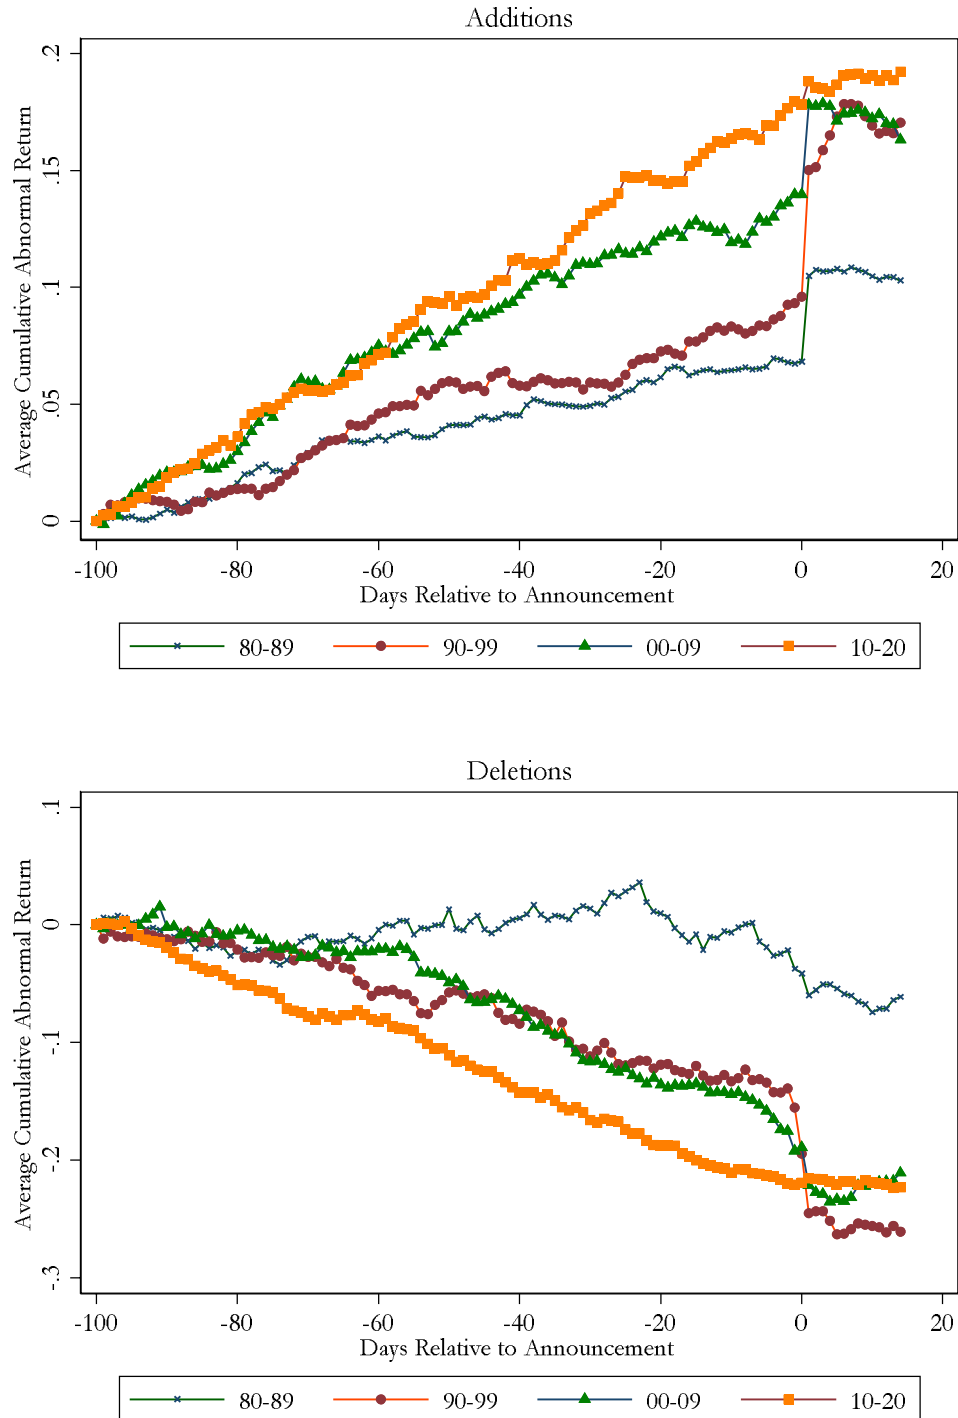 Additions
Average Cumulative Abnormal Return
.2
.15
.1
.05
0
-100 -80 -60 -40 -20 0 20
Days Relative to Announcement
80-89 90-99 00-09 10-20
Deletions
Average Cumulative Abnormal Return
.1
0
-.1
-.2
-.3
-100 -80 -60 -40 -20 0 20
Days Relative to Announcement
80-89 90-99 00-09 10-20